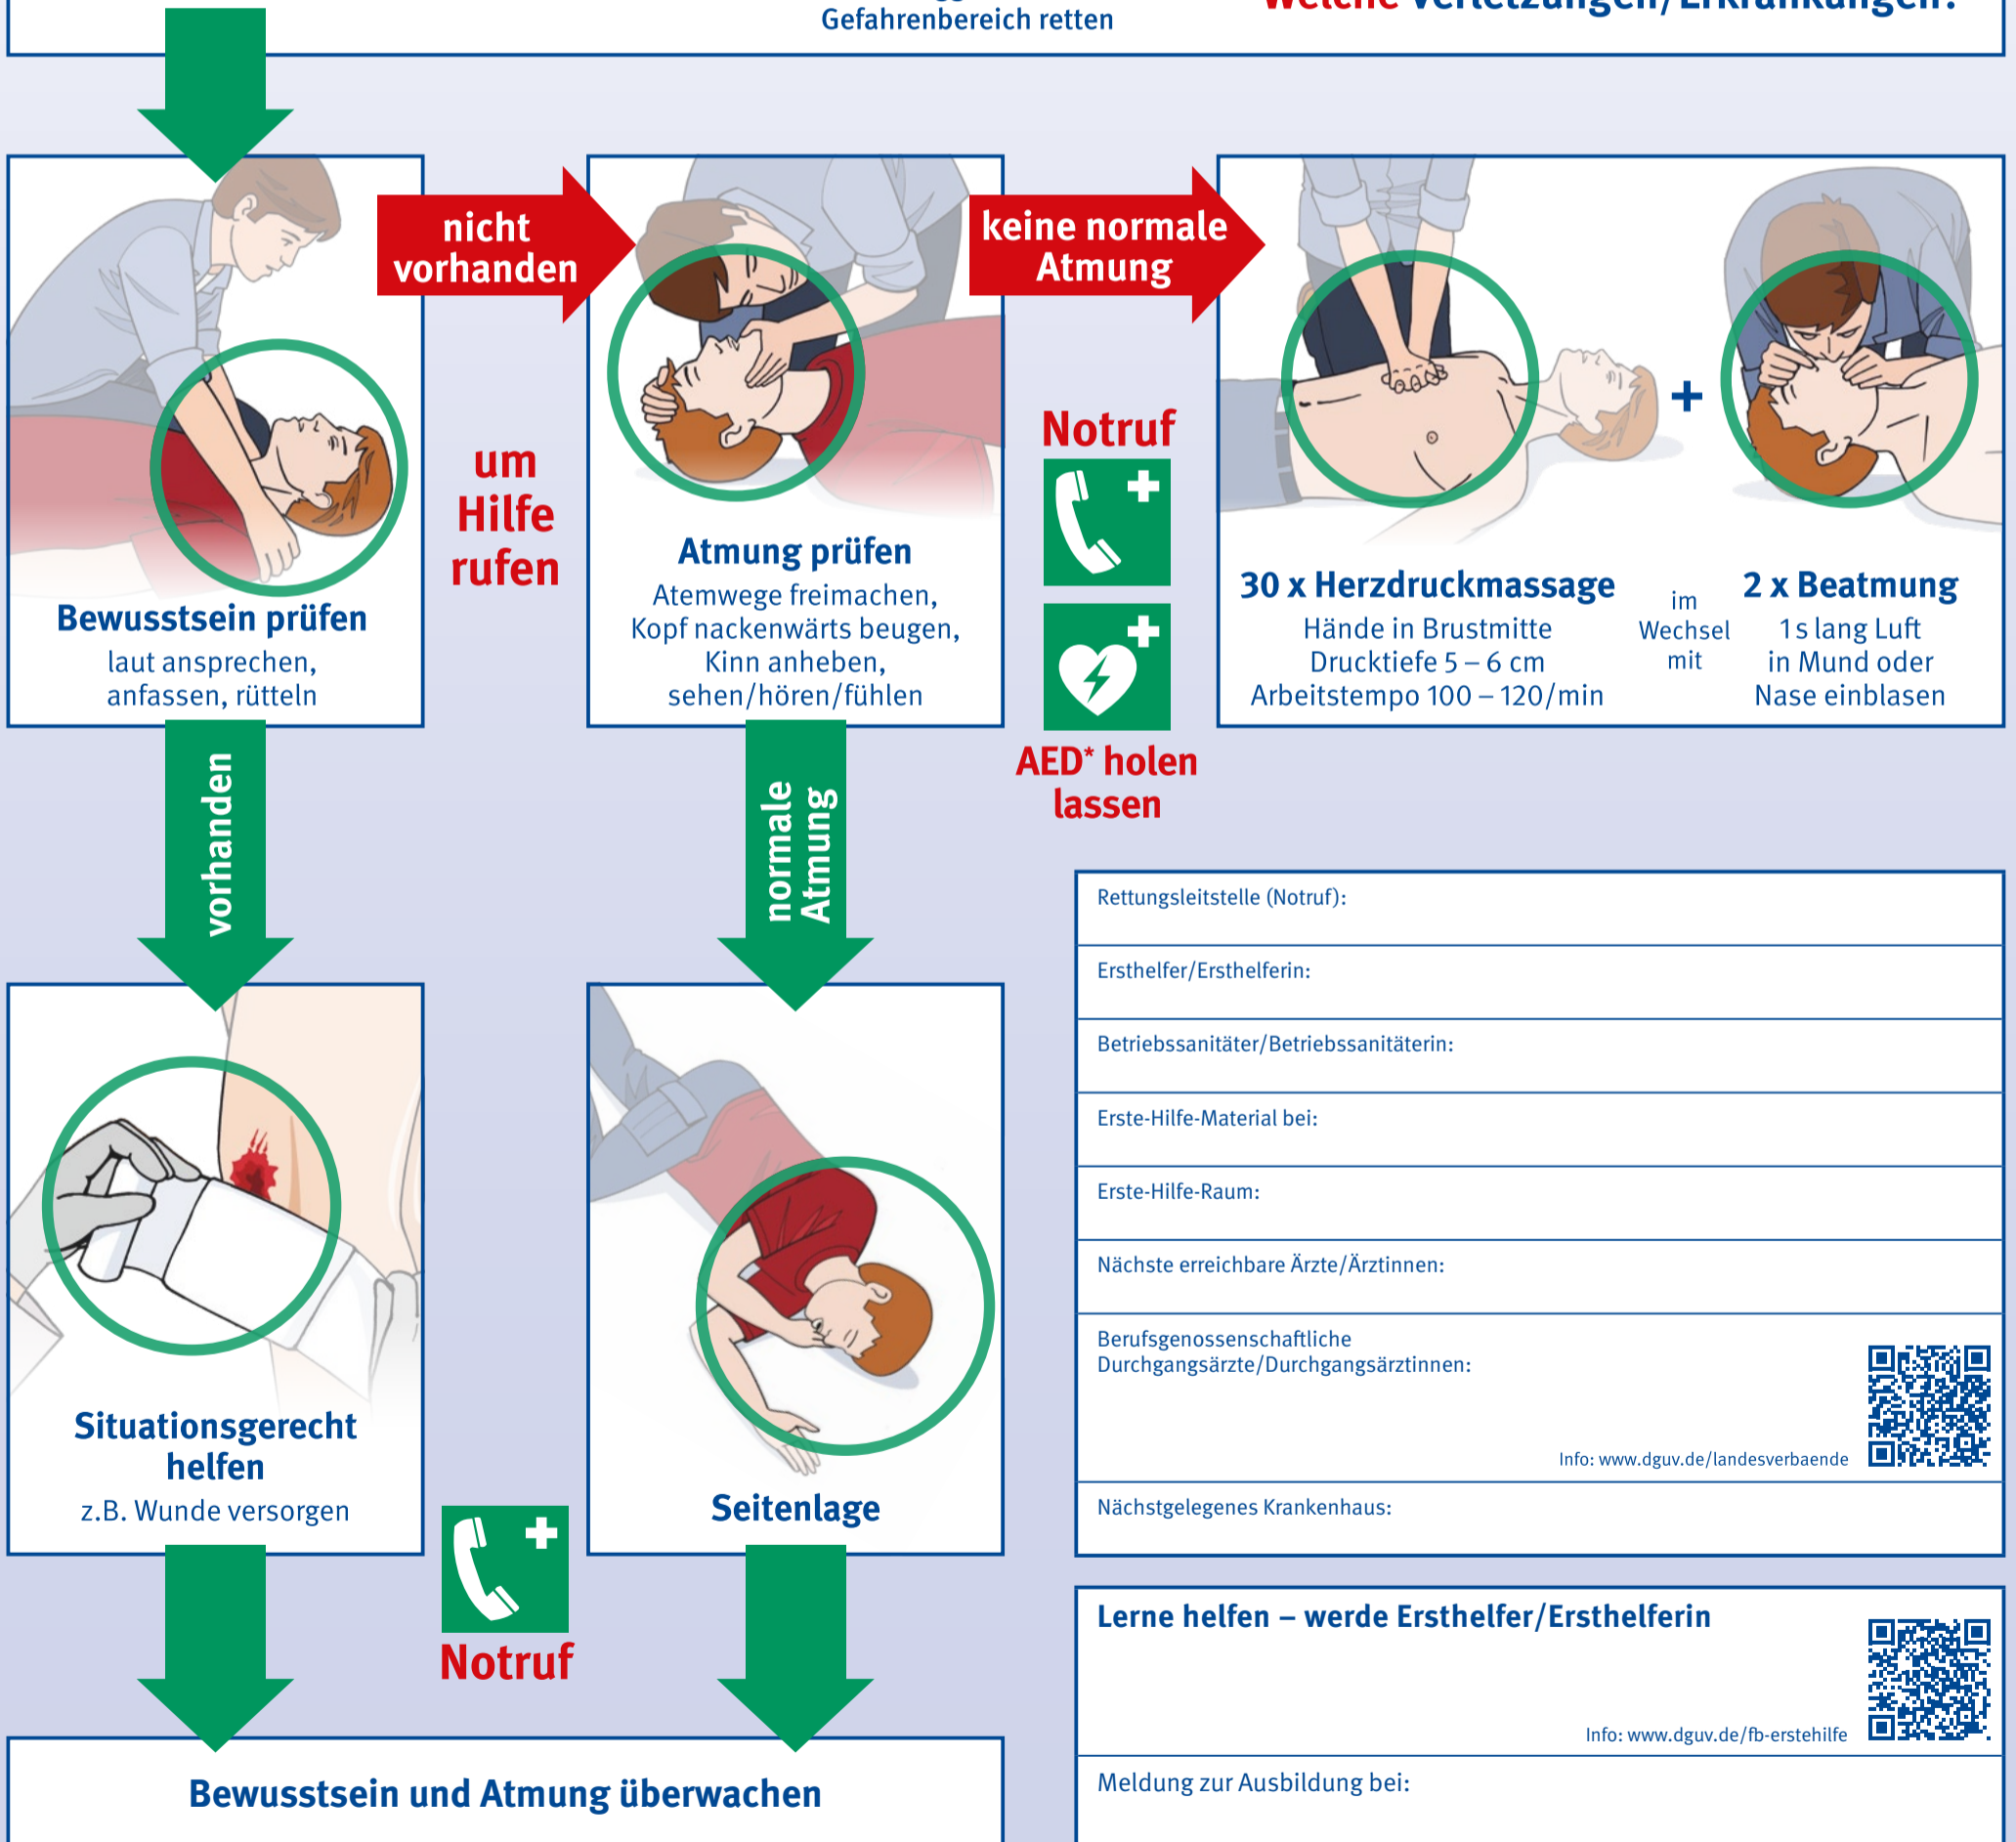 Gefahrenbereich retten
Welche Verletzungen/Erkrankungen?
nicht
vorhanden
keine normale
Atmung
um
Hilfe
rufen
Notruf
Bewusstsein prüfen
laut ansprechen,
anfassen, rütteln
Atmung prüfen
Atemwege freimachen,
Kopf nackenwärts beugen,
Kinn anheben,
sehen/hören/fühlen
AED* holen
lassen
30 x Herzdruckmassage
Hände in Brustmitte
Drucktiefe 5 – 6 cm
Arbeitstempo 100 – 120/min
+
im
Wechsel
mit
2 x Beatmung
1 s lang Luft
in Mund oder
Nase einblasen
vorhanden
normale
Atmung
Situationsgerecht
helfen
z.B. Wunde versorgen
Seitenlage
Notruf
Bewusstsein und Atmung überwachen
Rettungsleitstelle (Notruf):
Ersthelfer/Ersthelferin:
Betriebssanitäter/Betriebssanitäterin:
Erste-Hilfe-Material bei:
Erste-Hilfe-Raum:
Nächste erreichbare Ärzte/Ärztinnen:
Berufsgenossenschaftliche
Durchgangsärzte/Durchgangsärztinnen:
Info: www.dguv.de/landesverbaende
Nächstgelegenes Krankenhaus:
Lerne helfen – werde Ersthelfer/Ersthelferin
Info: www.dguv.de/fb-erstehilfe
Meldung zur Ausbildung bei: